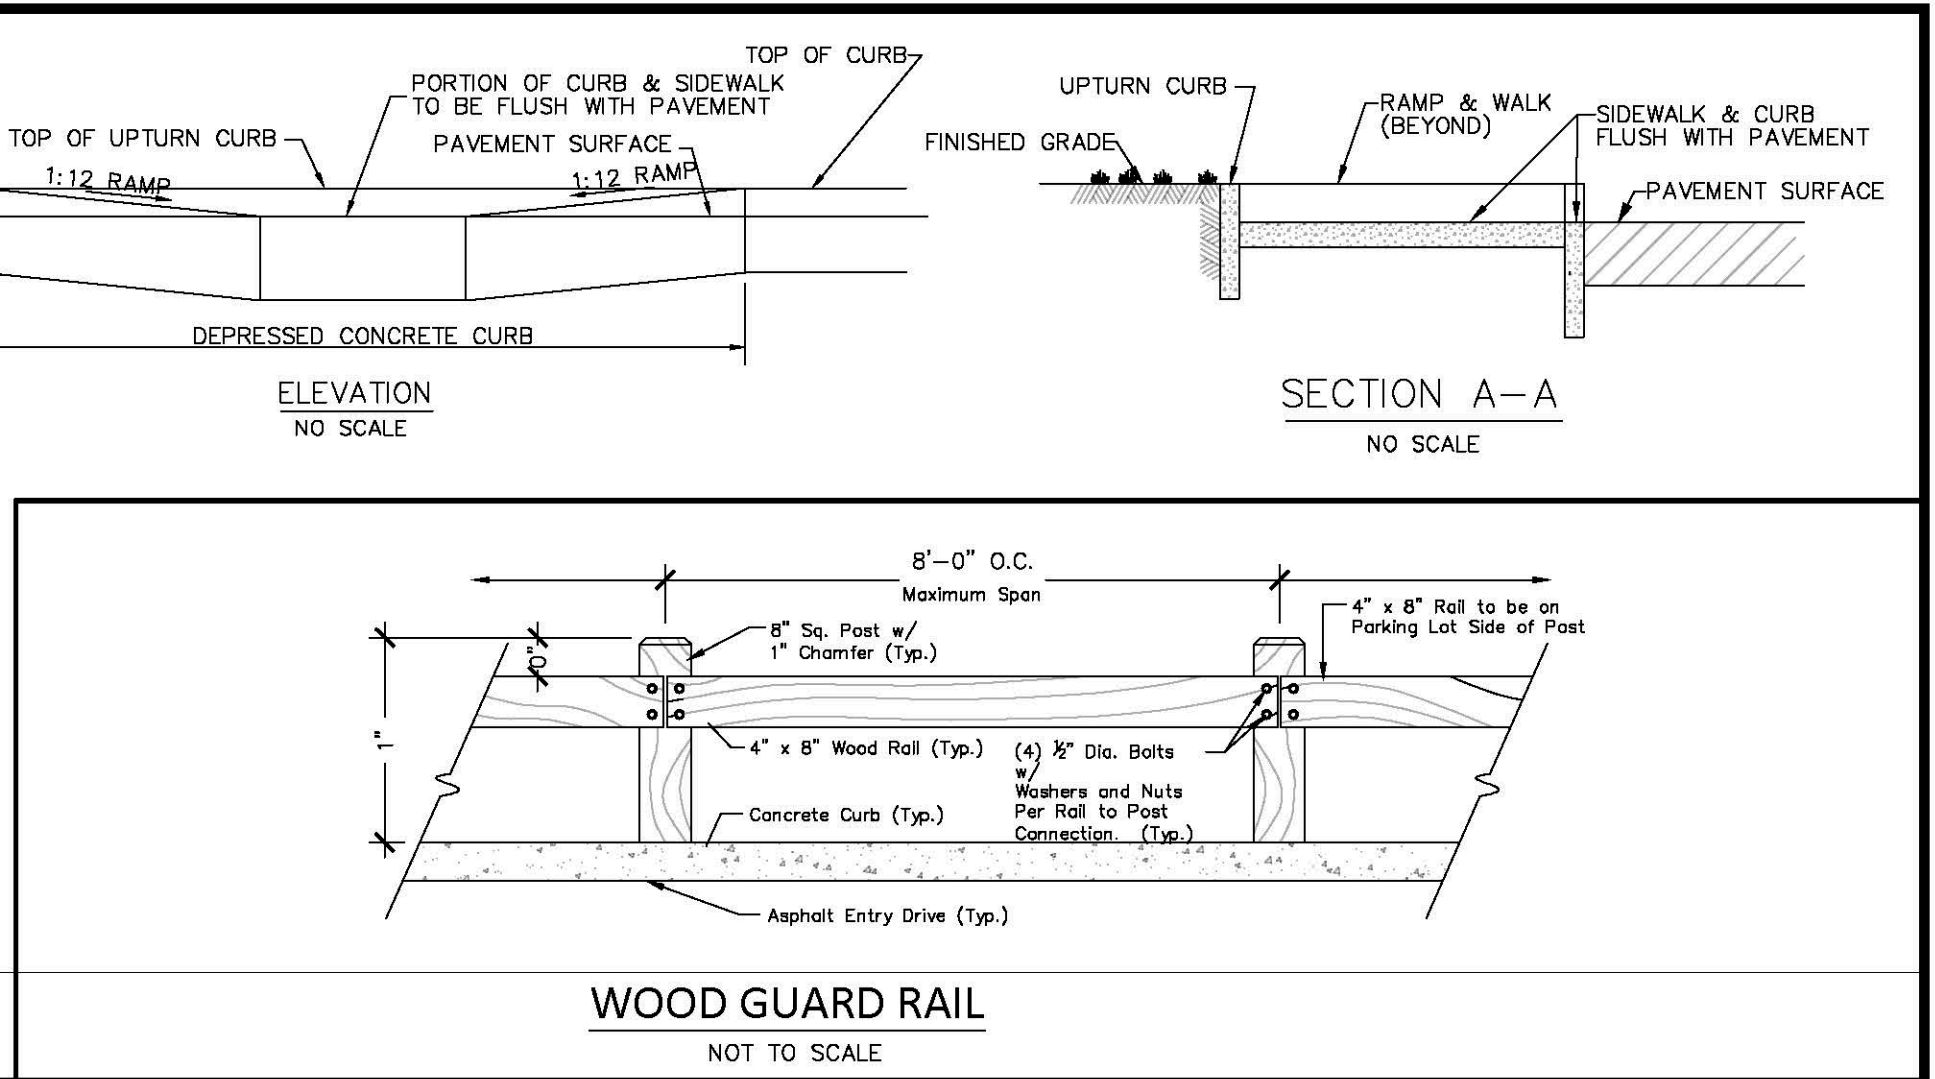 TOP OF CURB
PORTION OF CURB & SIDEWALK
TO BE FLUSH WITH PAVEMENT
TOP OF UPTURN CURB
PAVEMENT SURFACE
1:12 RAMP
1:12 RAMP
DEPRESSED CONCRETE CURB
ELEVATION
NO SCALE
UPTURN CURB
RAMP & WALK
(BEYOND)
SIDEWALK & CURB
FLUSH WITH PAVEMENT
FINISHED GRADE
PAVEMENT SURFACE
SECTION A-A
NO SCALE
8'-0" O.C.
Maximum Span
4" x 8" Rail to be on
Parking Lot Side of Post
8" Sq. Post w/
1" Chamfer (Typ.)
0"
1"
4" x 8" Wood Rail (Typ.)
(4) ½" Dia. Bolts
w/
Washers and Nuts
Per Rail to Post
Connection. (Typ.)
Concrete Curb (Typ.)
Asphalt Entry Drive (Typ.)
WOOD GUARD RAIL
NOT TO SCALE